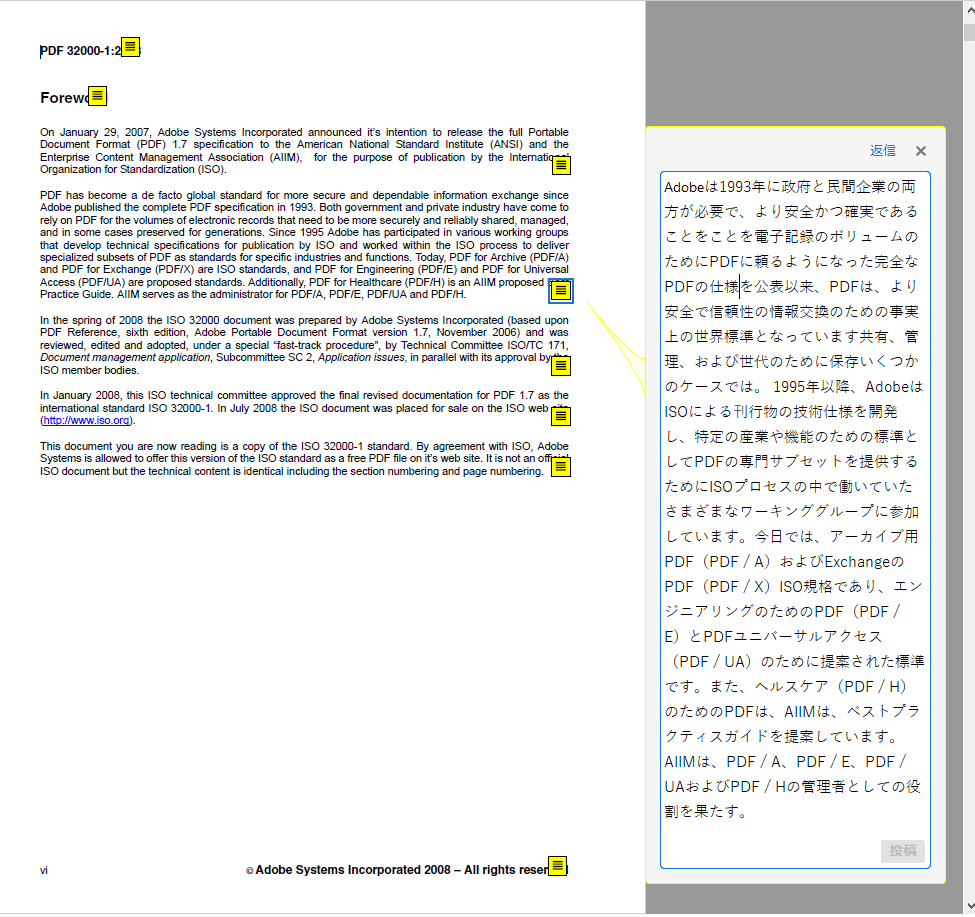 PDF 32000-1:2
Forewo
On January 29, 2007, Adobe Systems Incorporated announced it's intention to release the full Portable
Document Format (PDF) 1.7 specification to the American National Standard Institute (ANSI) and the
Enterprise Content Management Association (AIIM), for the purpose of publication by the Internation
Organization for Standardization (ISO).
PDF has become a de facto global standard for more secure and dependable information exchange since
Adobe published the complete PDF specification in 1993. Both government and private industry have come to
rely on PDF for the volumes of electronic records that need to be more securely and reliably shared, managed,
and in some cases preserved for generations. Since 1995 Adobe has participated in various working groups
that develop technical specifications for publication by ISO and worked within the ISO process to deliver
specialized subsets of PDF as standards for specific industries and functions. Today, PDF for Archive (PDF/A)
and PDF for Exchange (PDF/X) are ISO standards, and PDF for Engineering (PDF/E) and PDF for Universal
Access (PDF/UA) are proposed standards. Additionally, PDF for Healthcare (PDF/H) is an AIIM proposed
Practice Guide. AIIM serves as the administrator for PDF/A, PDF/E, PDF/UA and PDF/H.
In the spring of 2008 the ISO 32000 document was prepared by Adobe Systems Incorporated (based upon
PDF Reference, sixth edition, Adobe Portable Document Format version 1.7, November 2006) and was
reviewed, edited and adopted, under a special “fast-track procedure”, by Technical Committee ISO/TC 171,
Document management application, Subcommittee SC 2, Application issues, in parallel with its approval by the
ISO member bodies.
In January 2008, this ISO technical committee approved the final revised documentation for PDF 1.7 as the
international standard ISO 32000-1. In July 2008 the ISO document was placed for sale on the ISO web site
(http://www.iso.org).
This document you are now reading is a copy of the ISO 32000-1 standard. By agreement with ISO, Adobe
Systems is allowed to offer this version of the ISO standard as a free PDF file on it's web site. It is not an official
ISO document but the technical content is identical including the section numbering and page numbering.
vi
© Adobe Systems Incorporated 2008 – All rights reser
返信
Adobeは1993年に政府と民間企業の両
方が必要で、より安全かつ確実である
ことをことを電子記録のボリュームの
ためにPDFに頼るようになった完全な
PDFの仕様を公表以来、PDFは、より
安全で信頼性の情報交換のための事実
上の世界標準となっています共有、管
理、および世代のために保存いくつか
のケースでは。 1995年以降、Adobeは
ISOによる刊行物の技術仕様を開発
し、特定の産業や機能のための標準と
してPDFの専門サブセットを提供する
ためにISOプロセスの中で働いていた
さまざまなワーキンググループに参加
しています。今日では、アーカイブ用
PDF（PDF / A）およびExchangeの
PDF（PDF / X）ISO規格であり、エン
ジニアリングのためのPDF（PDF /
E）とPDFユニバーサルアクセス
（PDF / UA）のために提案された標準
です。また、ヘルスケア（PDF / H）
のためのPDFは、AIIMは、ベストプラ
クティスガイドを提案しています。
AIIMは、PDF / A、PDF / E、PDF /
UAおよびPDF / Hの管理者としての役
割を果たす。
投稿